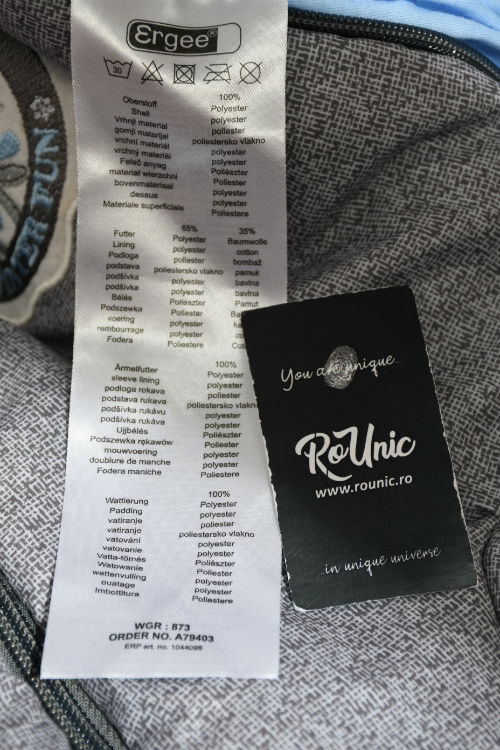 ergee®
30
Oberstoff 100%
Shell Polyester
Vrhnji material polyester
gornji materijal poliester
vrchní materiál poliestersko vlakno
vrchný materiál polyester
Felső anyag polyester
materiał wierzchni Poliészter
bovenmateriaal Poliester
dessus polyester
Materiale superficiale polyester
Poliestere
Futter 65% 35%
Lining Polyester Baumwolle
Podloga polyester cotton
podstava poliester bombaž
podšívka poliestersko vlakno pamuk
podšívka polyester bavlna
Bélés polyester bavlna
Podszewka Poliészter Pamut
voering Poliester
rembourrage polyester
Fodera polyester
Poliestere
Ärmelfutter 100%
sleeve lining Polyester
podloga rokava polyester
podstava rukava poliester
podšívka rukávu poliestersko vlakno
podšívka rukáva polyester
Ujjbélés polyester
Podszewka rękawów Poliészter
mouwvoering Poliester
doublure de manche polyester
Fodera maniche polyester
Poliestere
Wattierung 100%
Padding Polyester
vatiranje polyester
vatiranje poliester
vatování poliestersko vlakno
vatovanie polyester
Vatta-tömés polyester
Watowanie Poliészter
wattenvulling Poliester
ouatage polyester
Imbottitura polyester
Poliestere
WGR : 873
ORDER NO. A79403
ERP art. no. 1044098
FUN
You are unique...
RoUnic
www.rounic.ro
...in unique universe